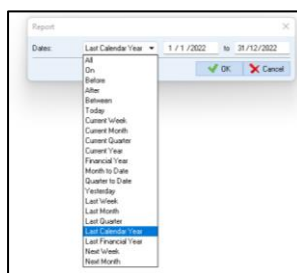 Report
Dates: Last Calendar Year 1 / 1 /2022 to 31/12/2022
OK Cancel
All
On
Before
After
Between
Today
Current Week
Current Month
Current Quarter
Current Year
Financial Year
Month to Date
Quarter to Date
Yesterday
Last Week
Last Month
Last Quarter
Last Calendar Year
Last Financial Year
Next Week
Next Month